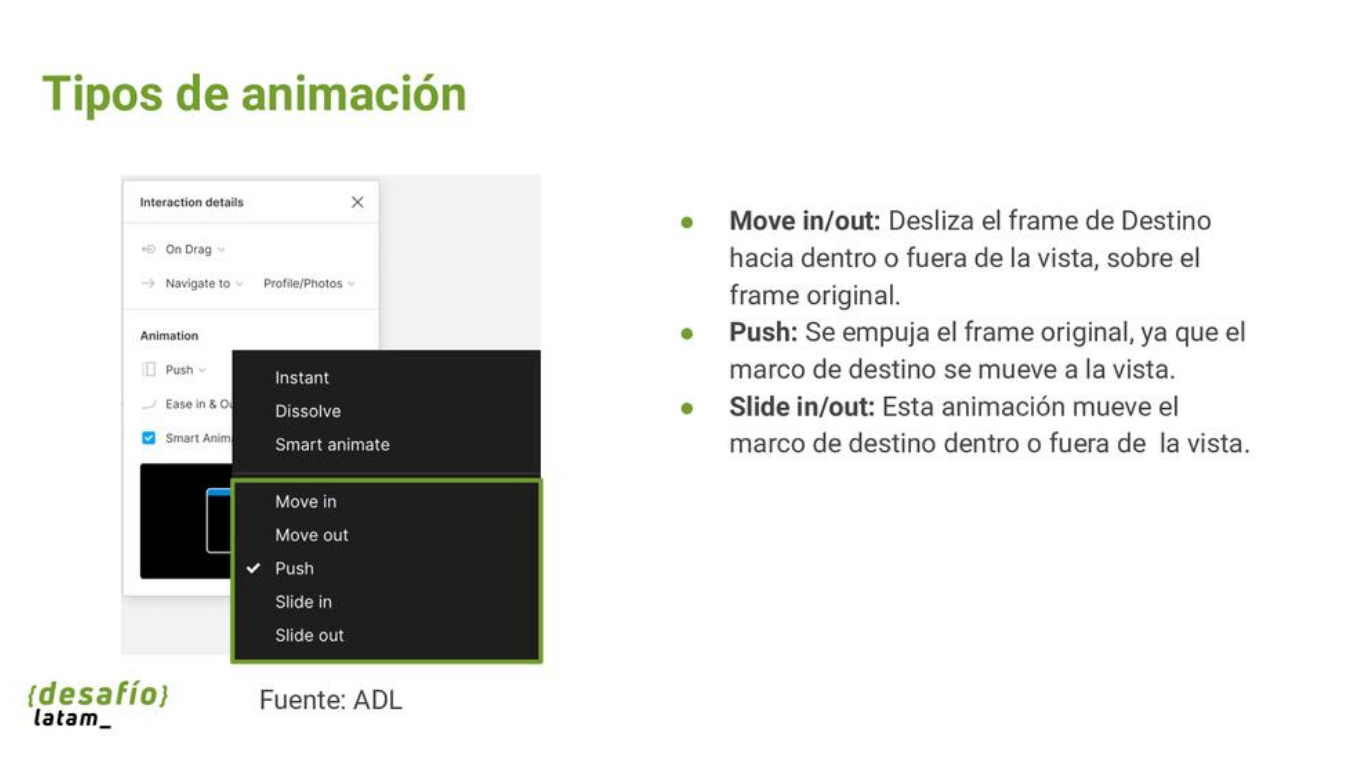 Tipos de animación
Interaction details
On Drag
Navigate to Profile/Photos
Animation
Push
Ease in &
Smart
Instant
Dissolve
Smart animate
Move in
Move out
Push
Slide in
Slide out
Move in/out: Desliza el frame de Destino
hacia dentro o fuera de la vista, sobre el
frame original.
Push: Se empuja el frame original, ya que el
marco de destino se mueve a la vista.
Slide in/out: Esta animación mueve el
marco de destino dentro o fuera de la vista.
{desafío}
latam_
Fuente: ADL